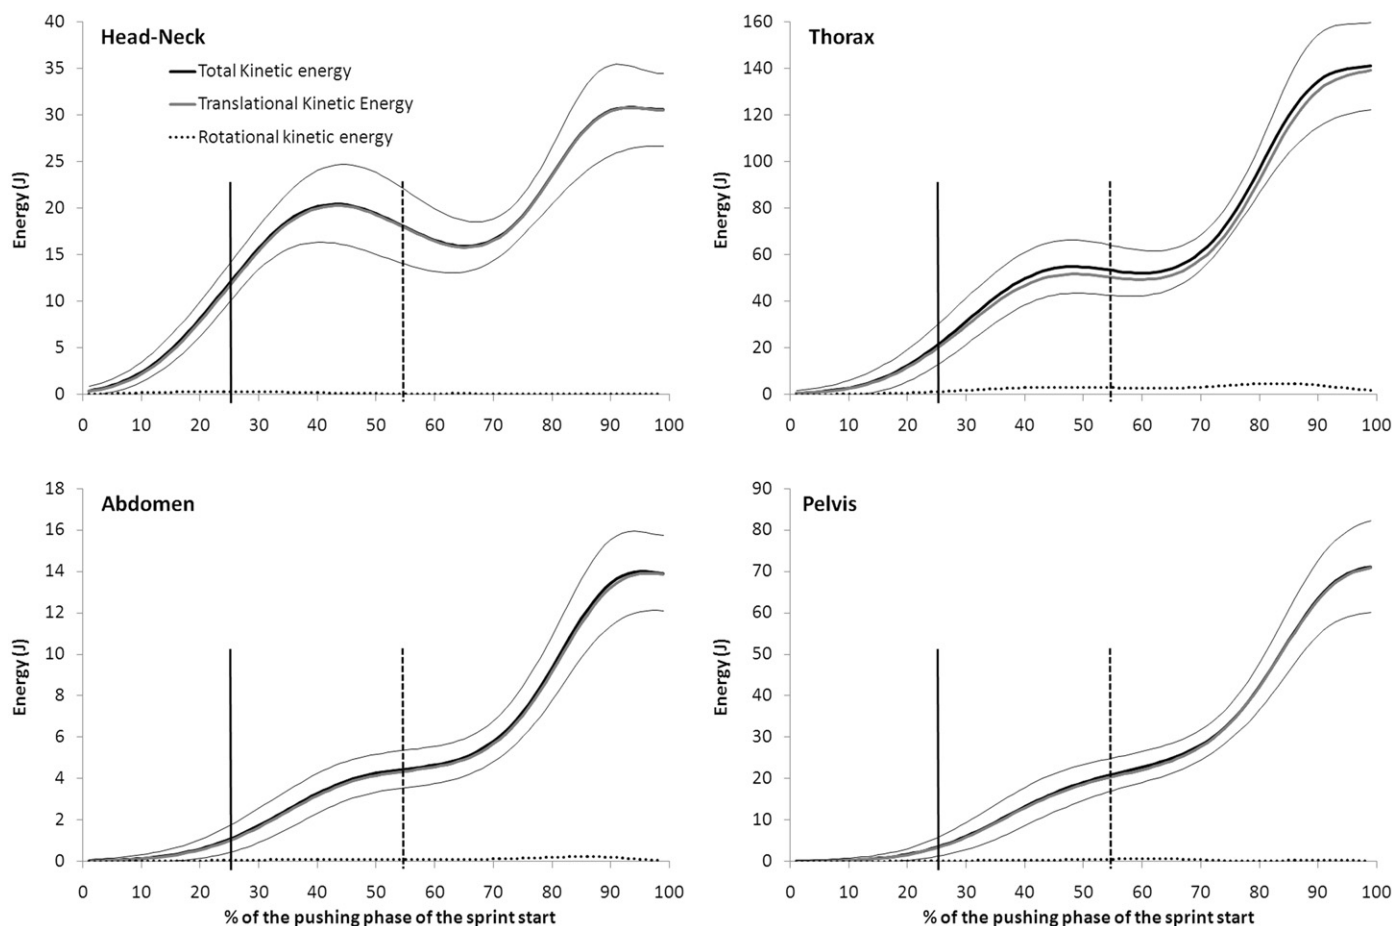 Head-Neck
Total Kinetic energy
Translational Kinetic Energy
Rotational kinetic energy
Energy (J)
40
35
30
25
20
15
10
5
0
0 10 20 30 40 50 60 70 80 90 100
Thorax
Energy (J)
160
140
120
100
80
60
40
20
0
0 10 20 30 40 50 60 70 80 90 100
Abdomen
Energy (J)
18
16
14
12
10
8
6
4
2
0
0 10 20 30 40 50 60 70 80 90 100
% of the pushing phase of the sprint start
Pelvis
Energy (J)
90
80
70
60
50
40
30
20
10
0
0 10 20 30 40 50 60 70 80 90 100
% of the pushing phase of the sprint start